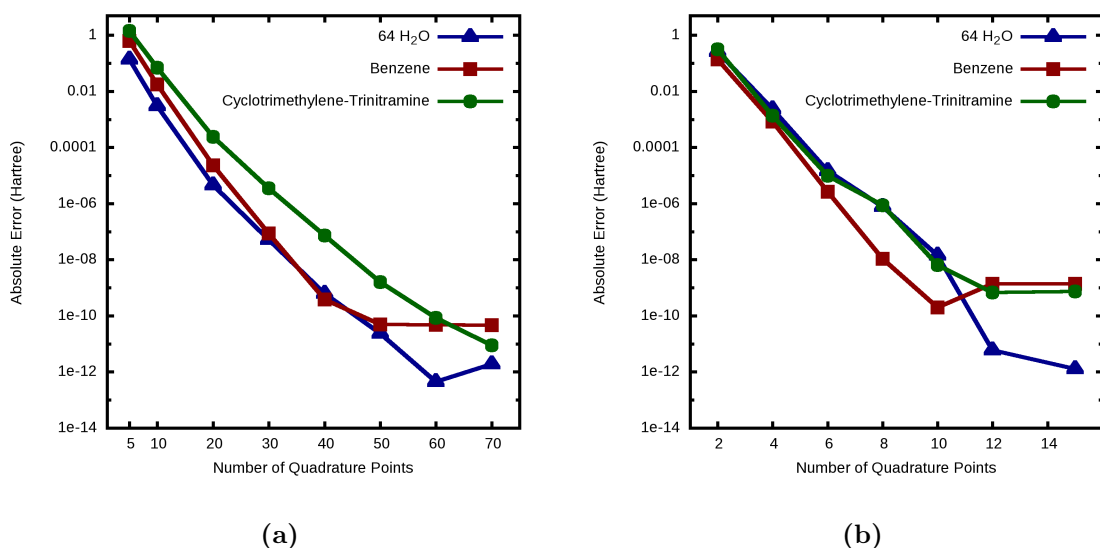 1
0.01
0.0001
1e-06
1e-08
1e-10
1e-12
1e-14
5 10 20 30 40 50 60 70
Absolute Error (Hartree)
Number of Quadrature Points
64 H₂O
Benzene
Cyclotrimethylene-Trinitramine
(a)
1
0.01
0.0001
1e-06
1e-08
1e-10
1e-12
1e-14
2 4 6 8 10 12 14
Absolute Error (Hartree)
Number of Quadrature Points
64 H₂O
Benzene
Cyclotrimethylene-Trinitramine
(b)